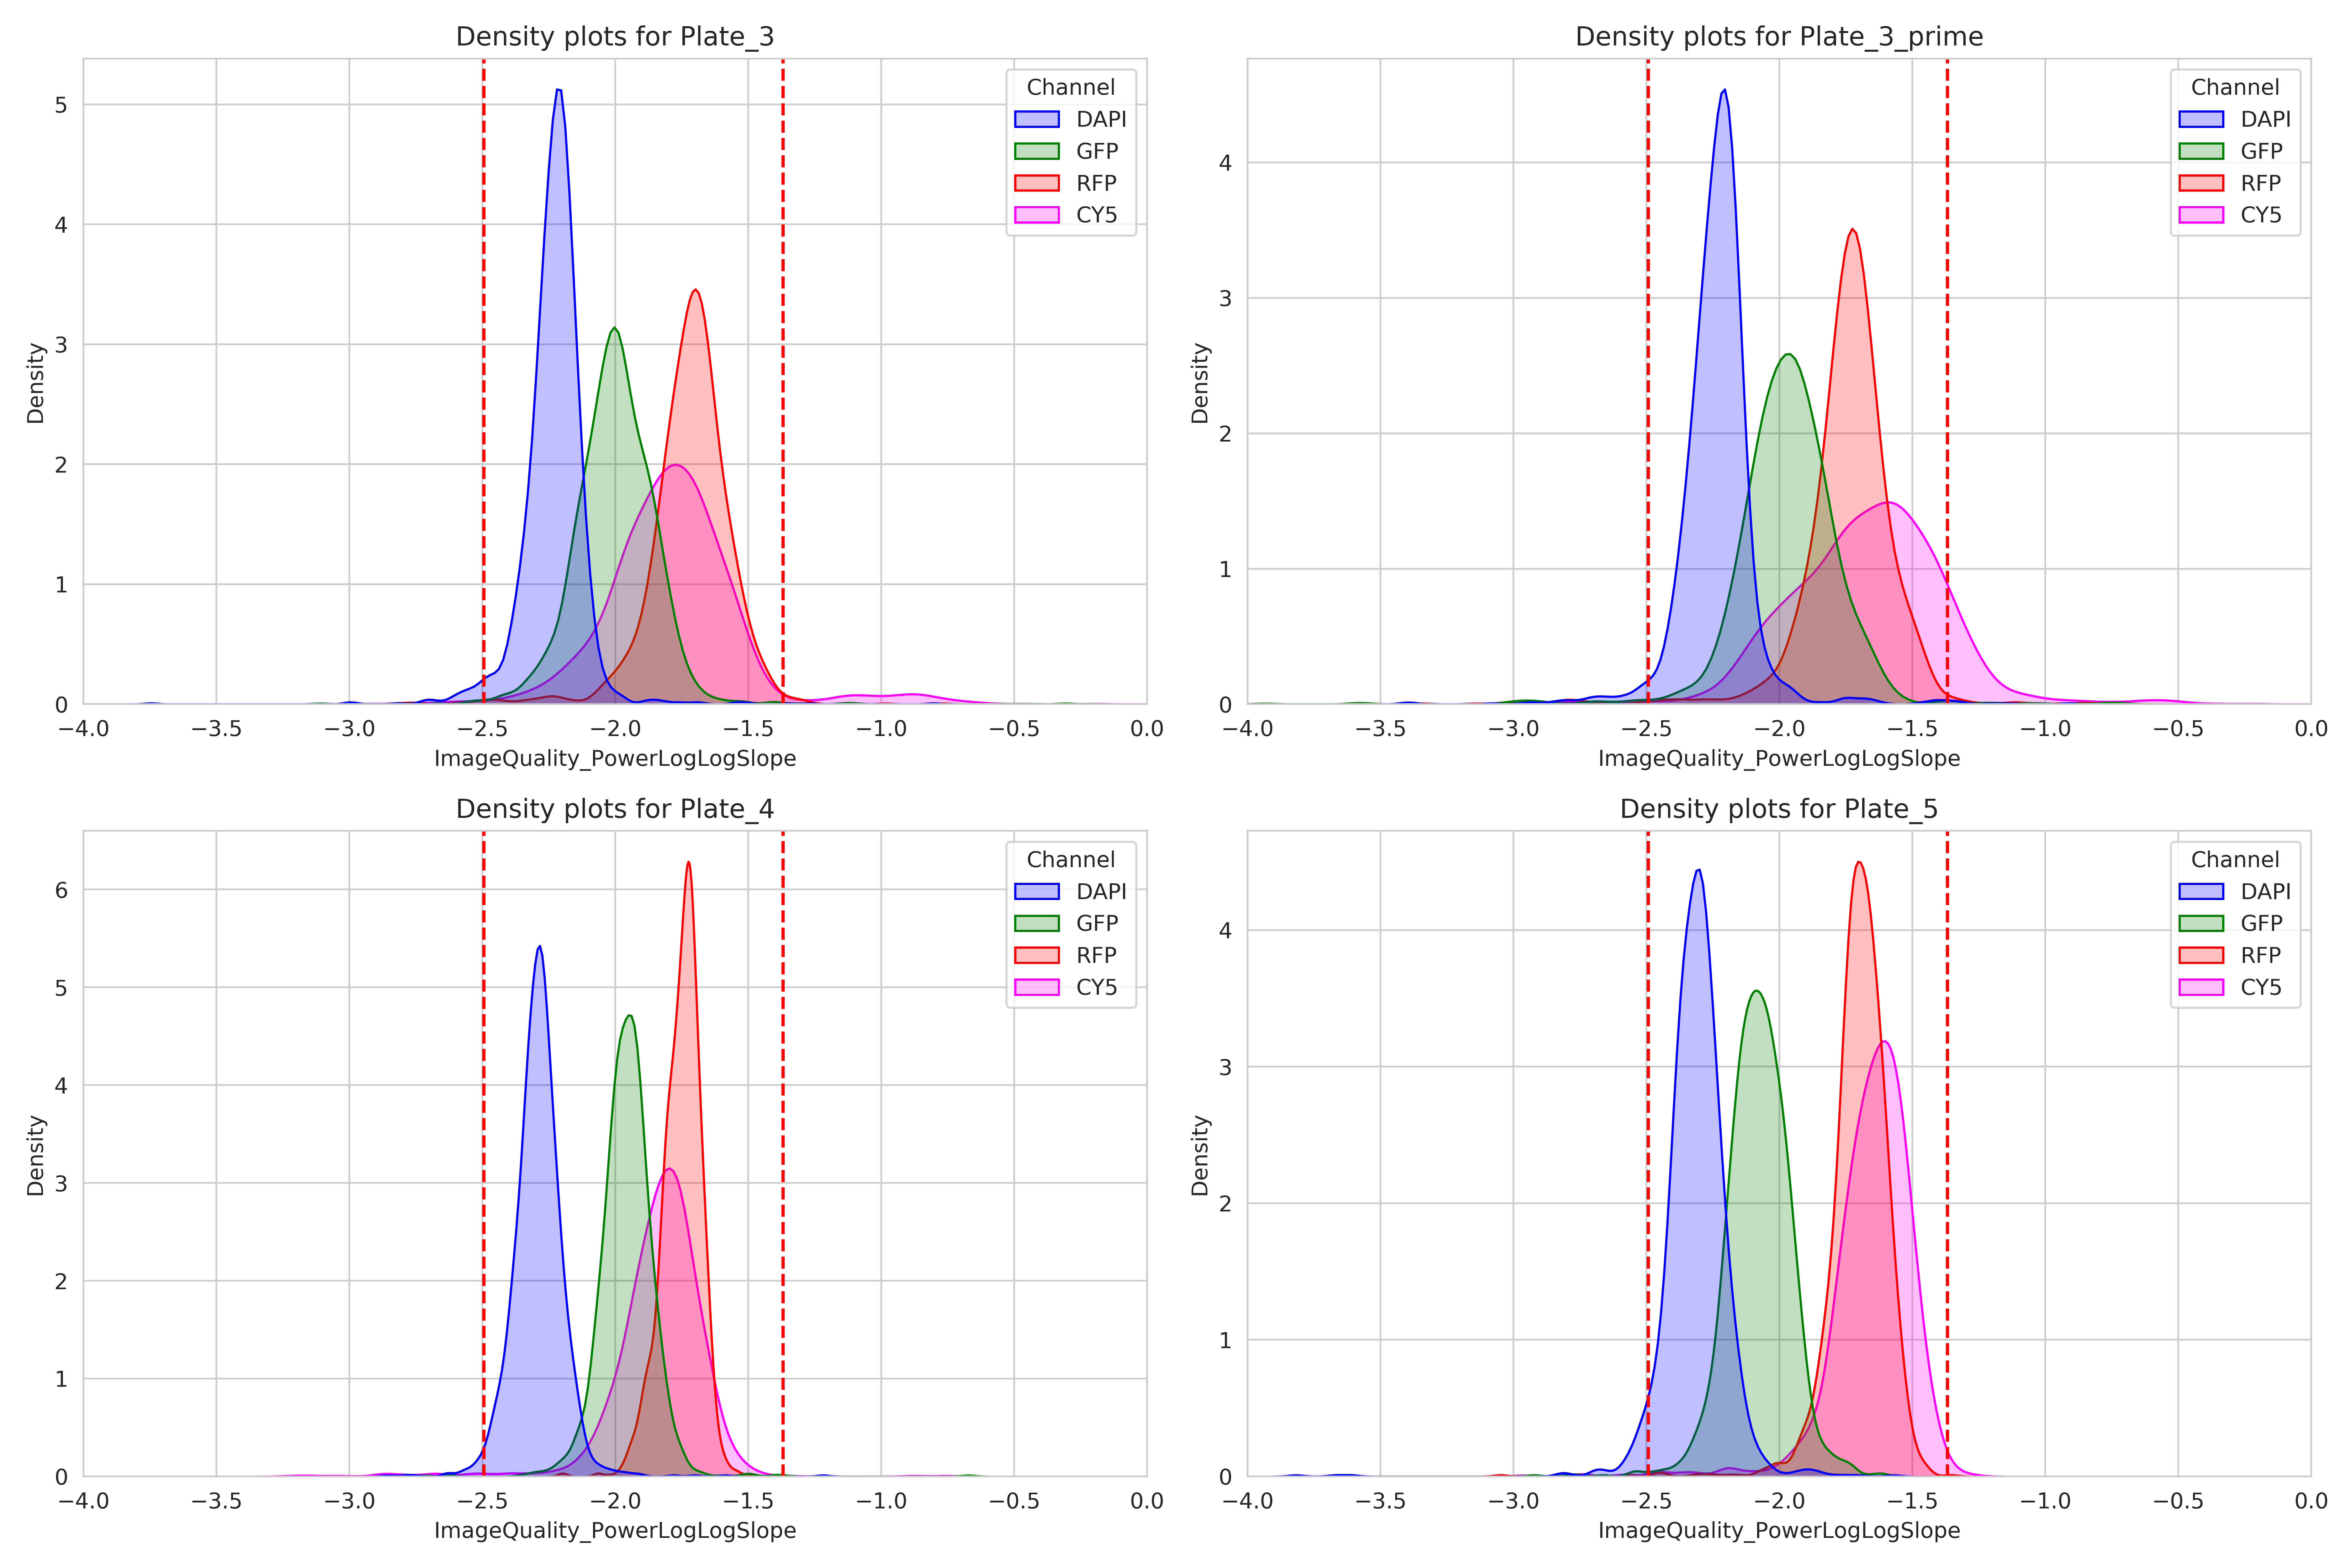 Density plots for Plate_3
5
4
3
2
1
0
Density
−4.0 −3.5 −3.0 −2.5 −2.0 −1.5 −1.0 −0.5 0.0
ImageQuality_PowerLogLogSlope
Channel
DAPI
GFP
RFP
CY5
Density plots for Plate_3_prime
4
3
2
1
0
Density
−4.0 −3.5 −3.0 −2.5 −2.0 −1.5 −1.0 −0.5 0.0
ImageQuality_PowerLogLogSlope
Channel
DAPI
GFP
RFP
CY5
Density plots for Plate_4
6
5
4
3
2
1
0
Density
−4.0 −3.5 −3.0 −2.5 −2.0 −1.5 −1.0 −0.5 0.0
ImageQuality_PowerLogLogSlope
Channel
DAPI
GFP
RFP
CY5
Density plots for Plate_5
4
3
2
1
0
Density
−4.0 −3.5 −3.0 −2.5 −2.0 −1.5 −1.0 −0.5 0.0
ImageQuality_PowerLogLogSlope
Channel
DAPI
GFP
RFP
CY5